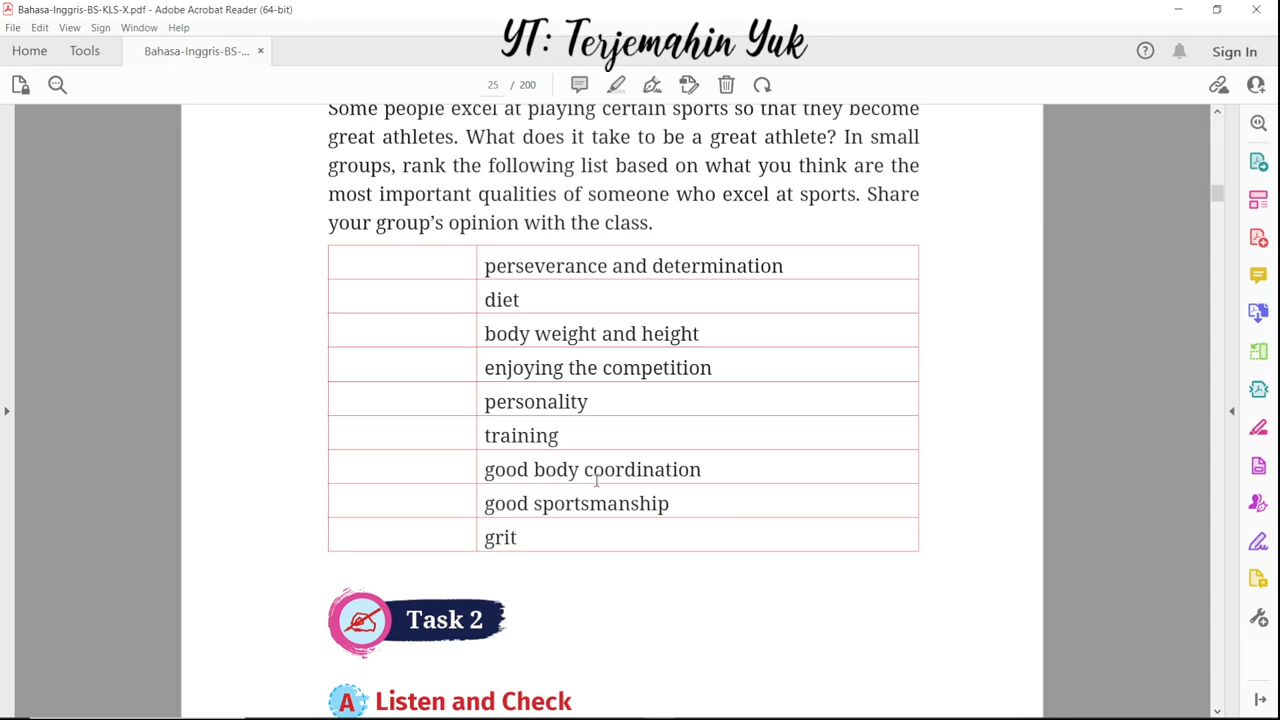 Bahasa-Inggris-BS-KLS-X.pdf - Adobe Acrobat Reader (64-bit)
File Edit View Sign Window Help
YT: Terjemahin Yuk
Home Tools Bahasa-Inggris-BS-... × Sign In
25 / 200
Some people excel at playing certain sports so that they become
great athletes. What does it take to be a great athlete? In small
groups, rank the following list based on what you think are the
most important qualities of someone who excel at sports. Share
your group's opinion with the class.
perseverance and determination
diet
body weight and height
enjoying the competition
personality
training
good body coordination
good sportsmanship
grit
Task 2
A Listen and Check